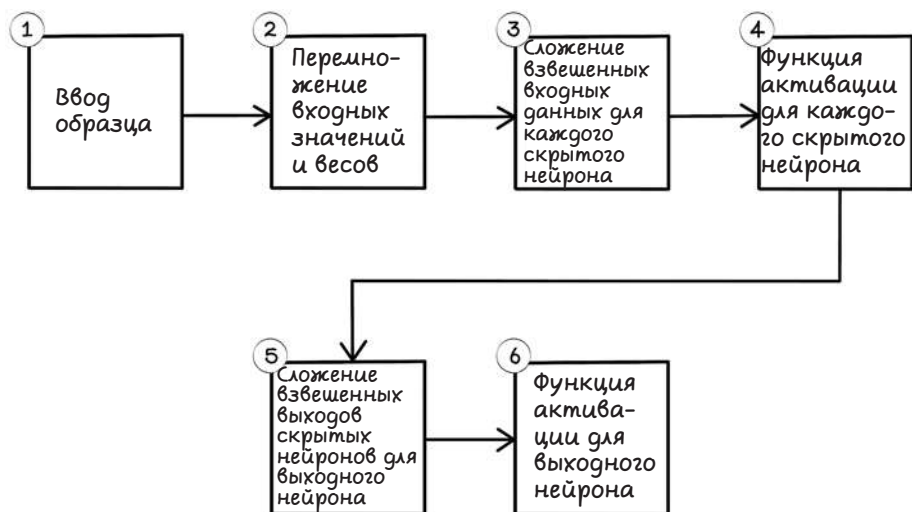 1
Ввод
образца
2
Перемно-
жение
входных
значений
и весов
3
Сложение
взвешенных
входных
данных для
каждого
скрытого
нейрона
4
Функция
активации
для каждо-
го скрытого
нейрона
5
Сложение
взвешенных
выходов
скрытых
нейронов для
выходного
нейрона
6
Функция
актива-
ции для
выходного
нейрона